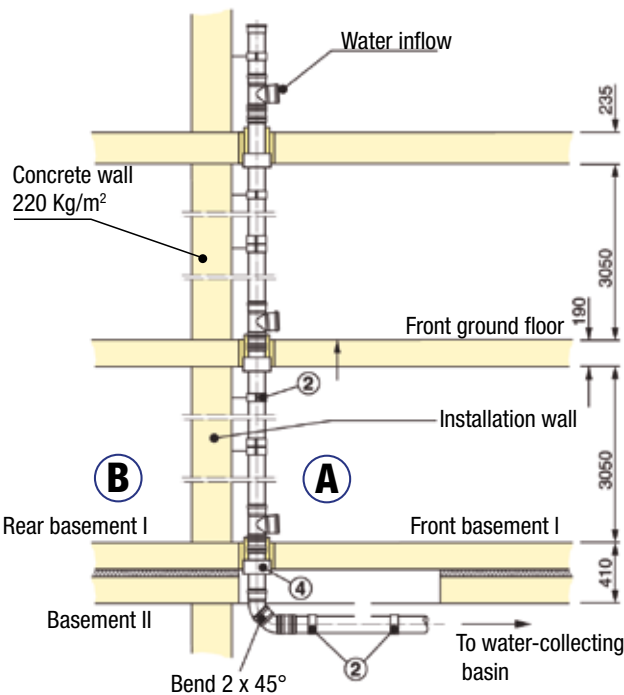 Water inflow
235
Concrete wall
220 Kg/m²
3050
190
Front ground floor
②
Installation wall
B
A
3050
Rear basement I
Front basement I
④
410
Basement II
②
To water-collecting
basin
Bend 2 x 45°